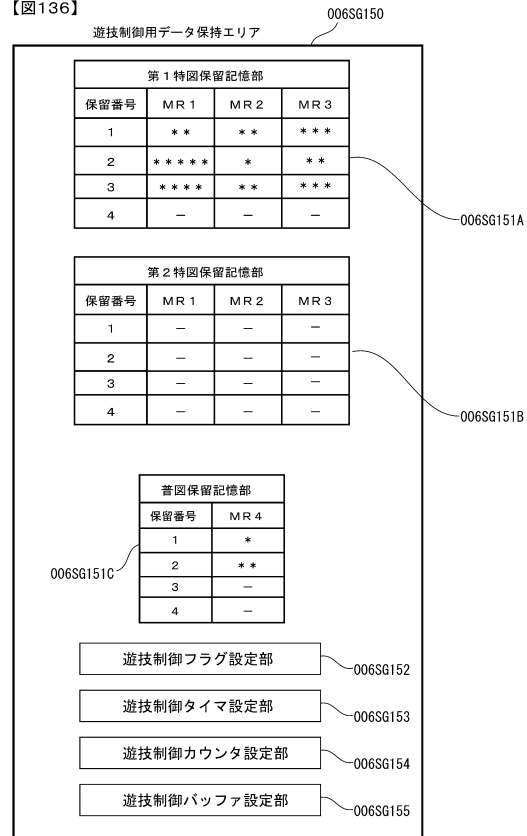 【図136】
006SG150
遊技制御用データ保持エリア
第１特図保留記憶部
保留番号 ＭＲ１ ＭＲ２ ＭＲ３
1 ** ** ***
2 ***** * **
3 **** ** ***
4 － － －
006SG151A
第２特図保留記憶部
保留番号 ＭＲ１ ＭＲ２ ＭＲ３
1 － － －
2 － － －
3 － － －
4 － － －
006SG151B
普図保留記憶部
保留番号 ＭＲ４
1 *
2 **
3 －
4 －
006SG151C
遊技制御フラグ設定部
006SG152
遊技制御タイマ設定部
006SG153
遊技制御カウンタ設定部
006SG154
遊技制御バッファ設定部
006SG155